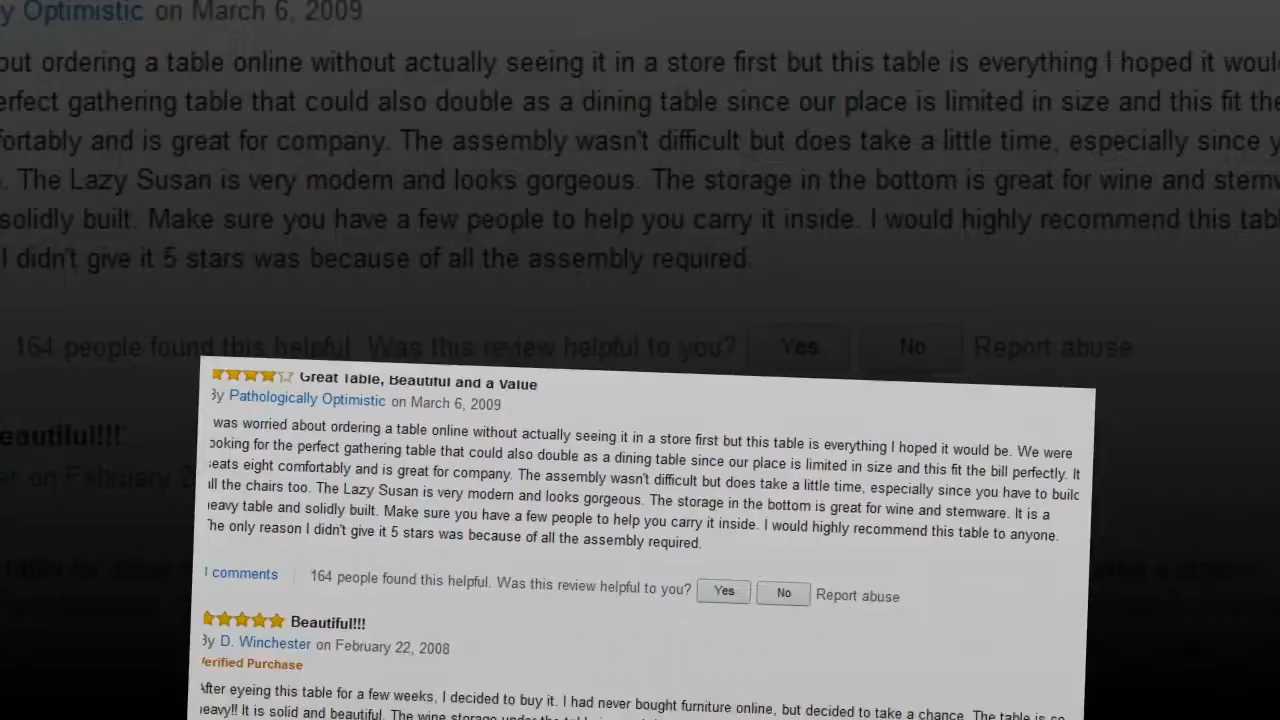 y Optimistic on March 6, 2009
out ordering a table online without actually seeing it in a store first but this table is everything I hoped it woul
erfect gathering table that could also double as a dining table since our place is limited in size and this fit the
fortably and is great for company. The assembly wasn't difficult but does take a little time, especially since y
. The Lazy Susan is very modern and looks gorgeous. The storage in the bottom is great for wine and stemw
solidly built. Make sure you have a few people to help you carry it inside. I would highly recommend this tab
I didn't give it 5 stars was because of all the assembly required.
164 people found this helpful. Was this review helpful to you? Yes No Report abuse
eautiful!!!
er on February 2
Great Table, Beautiful and a Value
By Pathologically Optimistic on March 6, 2009
was worried about ordering a table online without actually seeing it in a store first but this table is everything I hoped it would be. We were
ooking for the perfect gathering table that could also double as a dining table since our place is limited in size and this fit the bill perfectly. It
eats eight comfortably and is great for company. The assembly wasn't difficult but does take a little time, especially since you have to build
all the chairs too. The Lazy Susan is very modern and looks gorgeous. The storage in the bottom is great for wine and stemware. It is a
heavy table and solidly built. Make sure you have a few people to help you carry it inside. I would highly recommend this table to anyone.
The only reason I didn't give it 5 stars was because of all the assembly required.
comments 164 people found this helpful. Was this review helpful to you? Yes No Report abuse
Beautiful!!!
By D. Winchester on February 22, 2008
Verified Purchase
After eyeing this table for a few weeks, I decided to buy it. I had never bought furniture online, but decided to take a chance. The table is so
heavy!! It is solid and beautiful. The wine storage under the